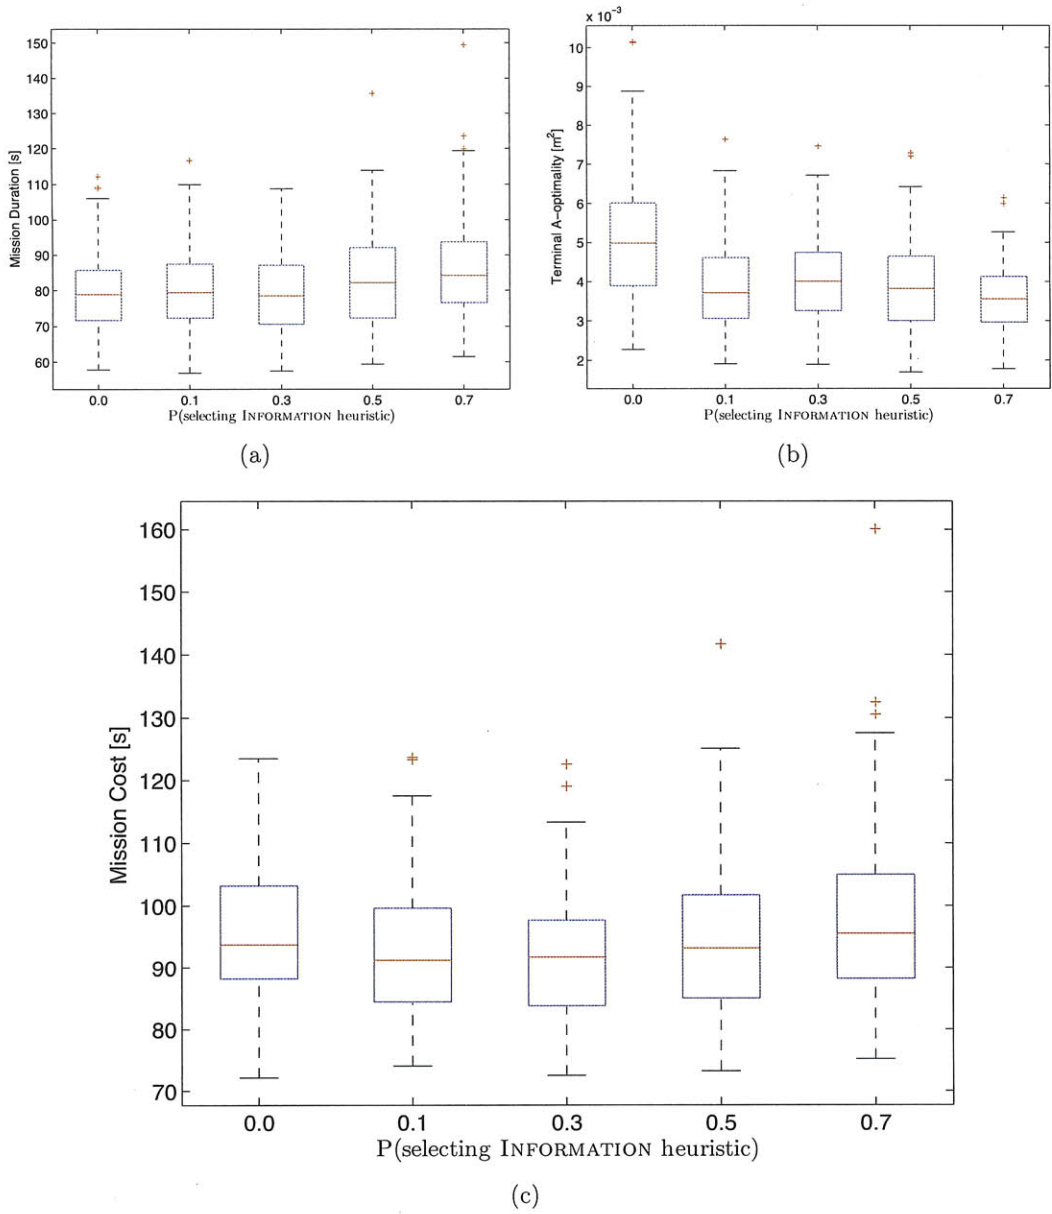 150
140
130
120
110
100
90
80
70
60
Mission Duration [s]
0.0 0.1 0.3 0.5 0.7
P(selecting INFORMATION heuristic)
(a)
x 10⁻³
10
9
8
7
6
5
4
3
2
Terminal A-optimality [m²]
0.0 0.1 0.3 0.5 0.7
P(selecting INFORMATION heuristic)
(b)
160
150
140
130
120
110
100
90
80
70
Mission Cost [s]
0.0 0.1 0.3 0.5 0.7
P(selecting INFORMATION heuristic)
(c)